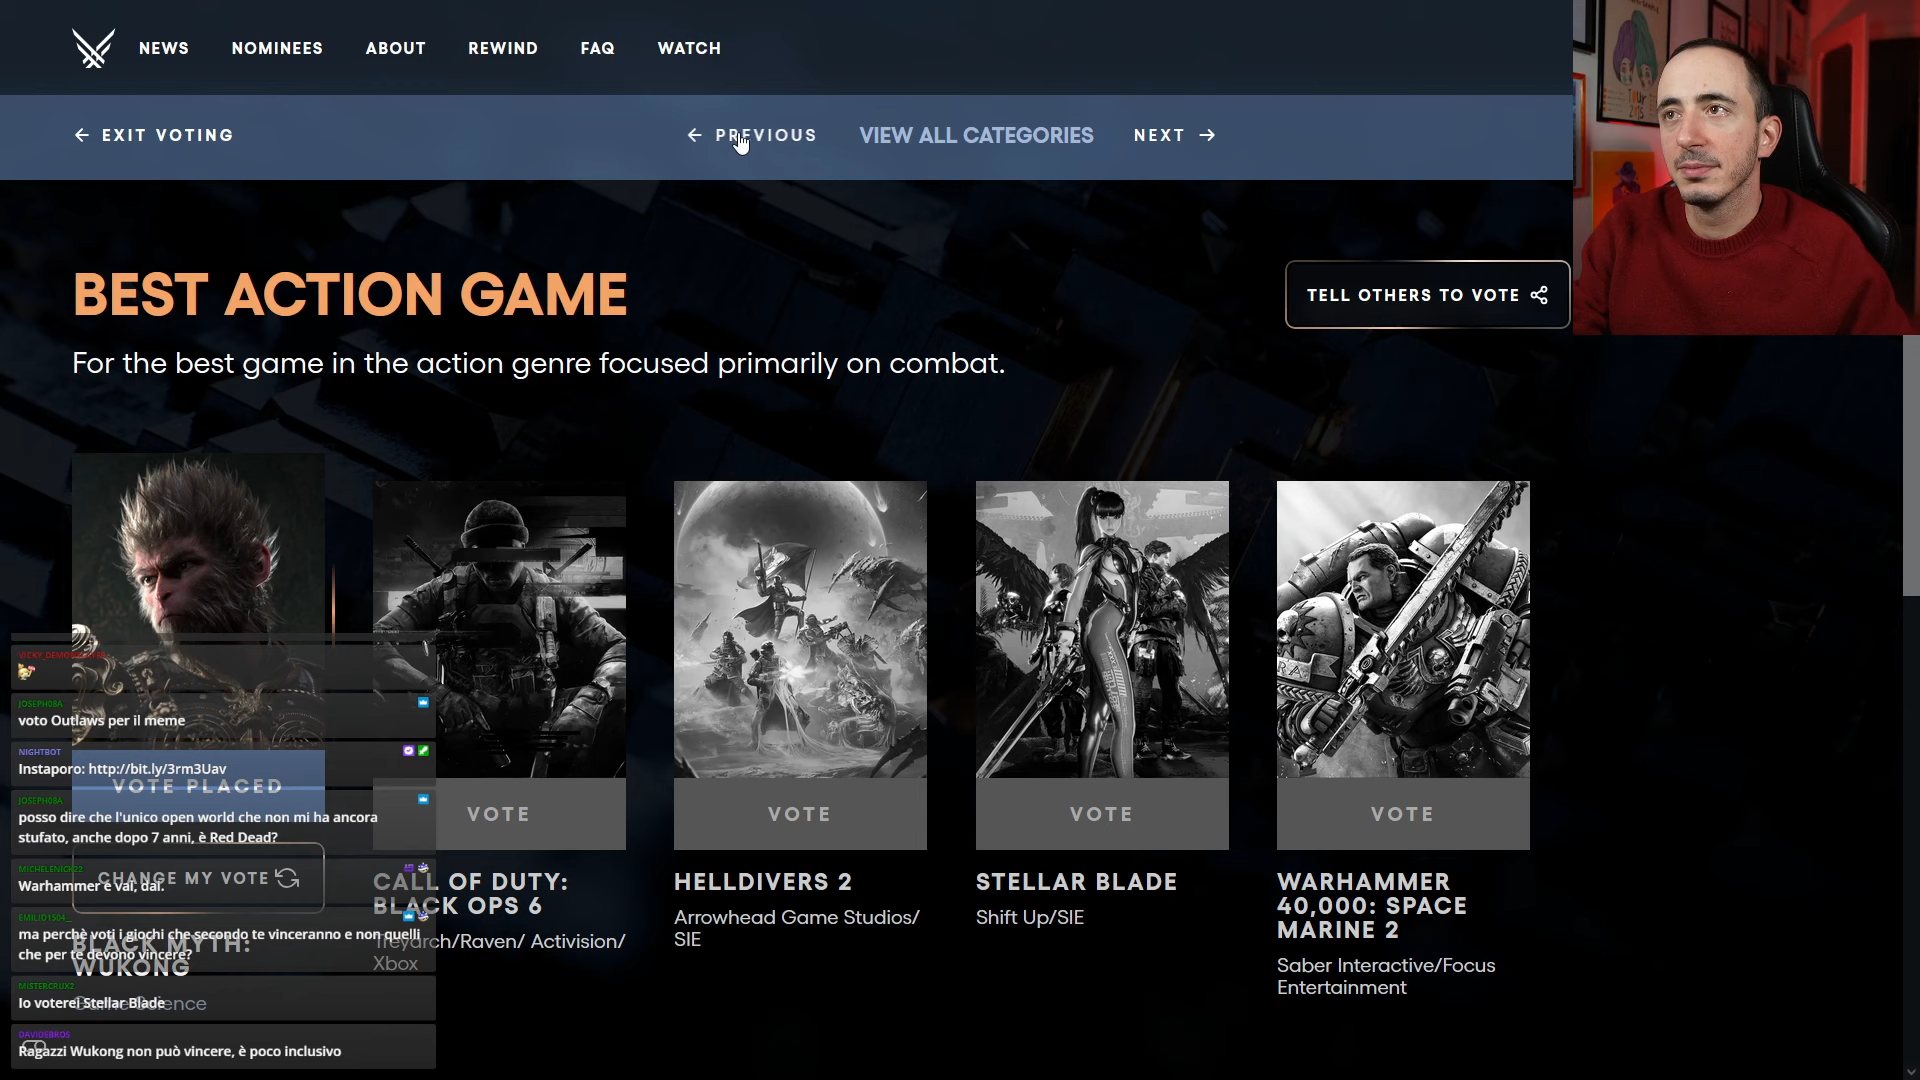 NEWS NOMINEES ABOUT REWIND FAQ WATCH
EXIT VOTING
PREVIOUS VIEW ALL CATEGORIES NEXT
BEST ACTION GAME
TELL OTHERS TO VOTE
For the best game in the action genre focused primarily on combat.
VOTE PLACED
CHANGE MY VOTE
BLACK MYTH:
WUKONG
Game Science
VOTE
CALL OF DUTY:
BLACK OPS 6
Treyarch/Raven/ Activision/
Xbox
VOTE
HELLDIVERS 2
Arrowhead Game Studios/
SIE
VOTE
STELLAR BLADE
Shift Up/SIE
VOTE
WARHAMMER
40,000: SPACE
MARINE 2
Saber Interactive/Focus
Entertainment
JOSEPH08A
voto Outlaws per il meme
NIGHTBOT
Instaporo: http://bit.ly/3rm3Uav
JOSEPH08A
posso dire che l'unico open world che non mi ha ancora
stufato, anche dopo 7 anni, è Red Dead?
MICHELENICK22
Warhammer è vai, dai.
EMILIO1504_
ma perchè voti i giochi che secondo te vinceranno e non quelli
che per te devono vincere?
MISTERCRUX2
Io voterei Stellar Blade
DAVIDEBROS
Ragazzi Wukong non può vincere, è poco inclusivo